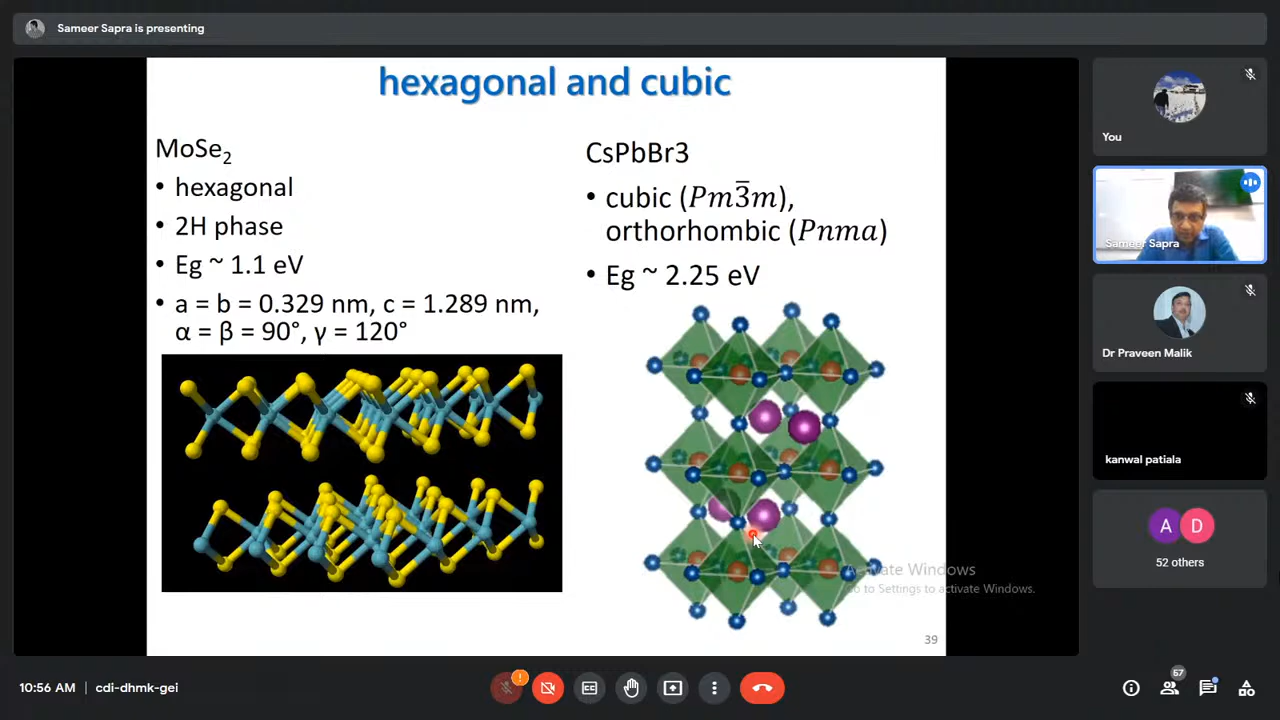 Sameer Sapra is presenting
hexagonal and cubic
MoSe₂
• hexagonal
• 2H phase
• Eg ~ 1.1 eV
• a = b = 0.329 nm, c = 1.289 nm,
α = β = 90°, γ = 120°
CsPbBr3
• cubic (Pm3̅m),
orthorhombic (Pnma)
• Eg ~ 2.25 eV
Activate Windows
Go to Settings to activate Windows.
39
You
Sameer Sapra
Dr Praveen Malik
kanwal patiala
A D
52 others
10:56 AM | cdi-dhmk-gei
!
CC
67